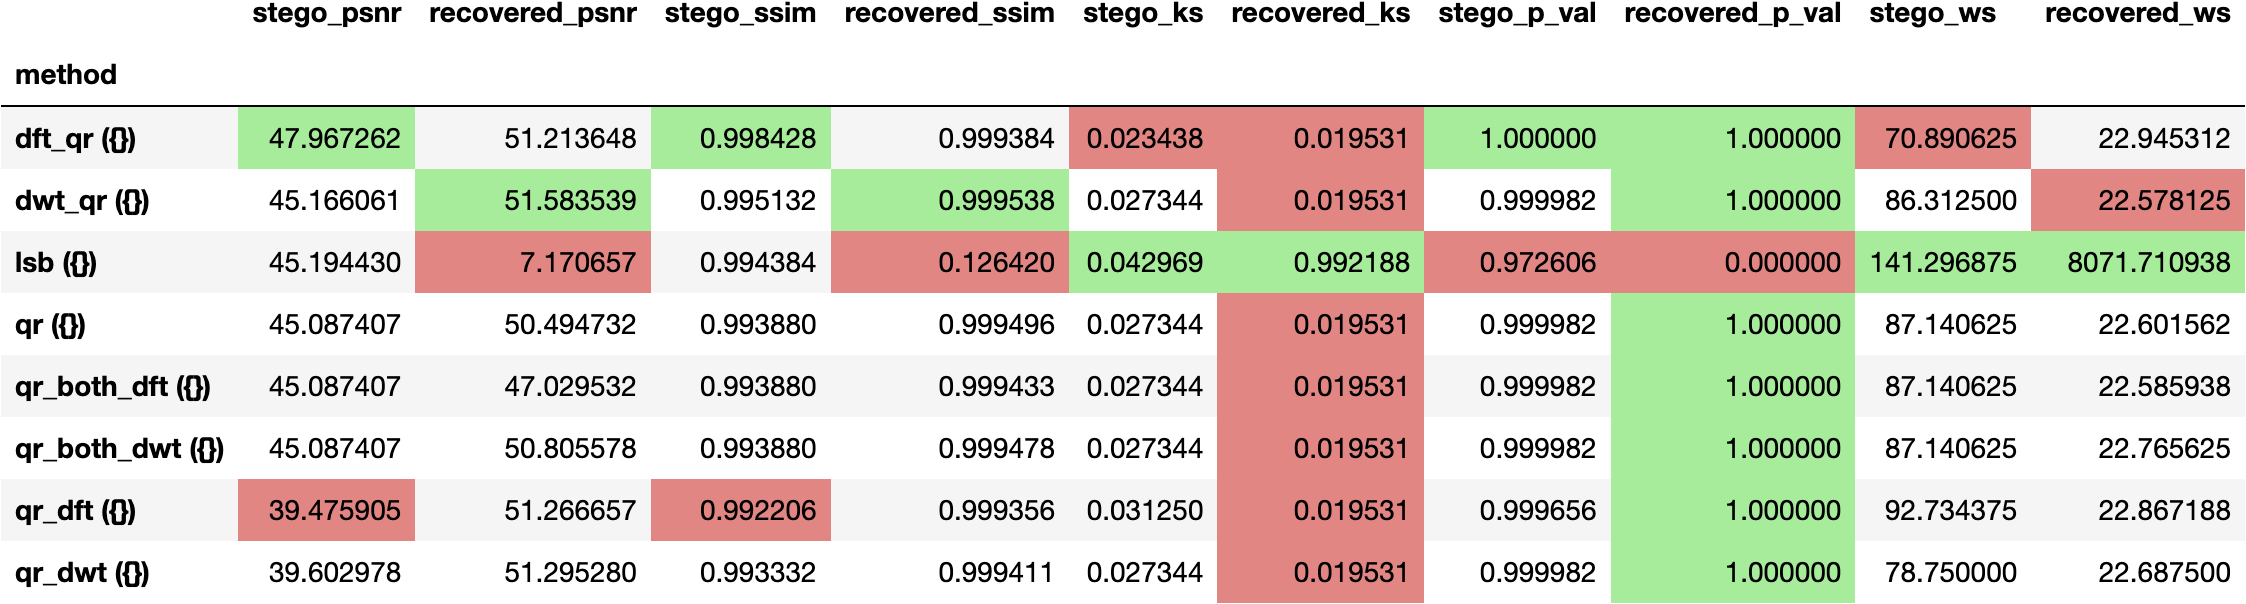 stego_psnr recovered_psnr stego_ssim recovered_ssim stego_ks recovered_ks stego_p_val recovered_p_val stego_ws recovered_ws
method
dft_qr ({}) 47.967262 51.213648 0.998428 0.999384 0.023438 0.019531 1.000000 1.000000 70.890625 22.945312
dwt_qr ({}) 45.166061 51.583539 0.995132 0.999538 0.027344 0.019531 0.999982 1.000000 86.312500 22.578125
lsb ({}) 45.194430 7.170657 0.994384 0.126420 0.042969 0.992188 0.972606 0.000000 141.296875 8071.710938
qr ({}) 45.087407 50.494732 0.993880 0.999496 0.027344 0.019531 0.999982 1.000000 87.140625 22.601562
qr_both_dft ({}) 45.087407 47.029532 0.993880 0.999433 0.027344 0.019531 0.999982 1.000000 87.140625 22.585938
qr_both_dwt ({}) 45.087407 50.805578 0.993880 0.999478 0.027344 0.019531 0.999982 1.000000 87.140625 22.765625
qr_dft ({}) 39.475905 51.266657 0.992206 0.999356 0.031250 0.019531 0.999656 1.000000 92.734375 22.867188
qr_dwt ({}) 39.602978 51.295280 0.993332 0.999411 0.027344 0.019531 0.999982 1.000000 78.750000 22.687500